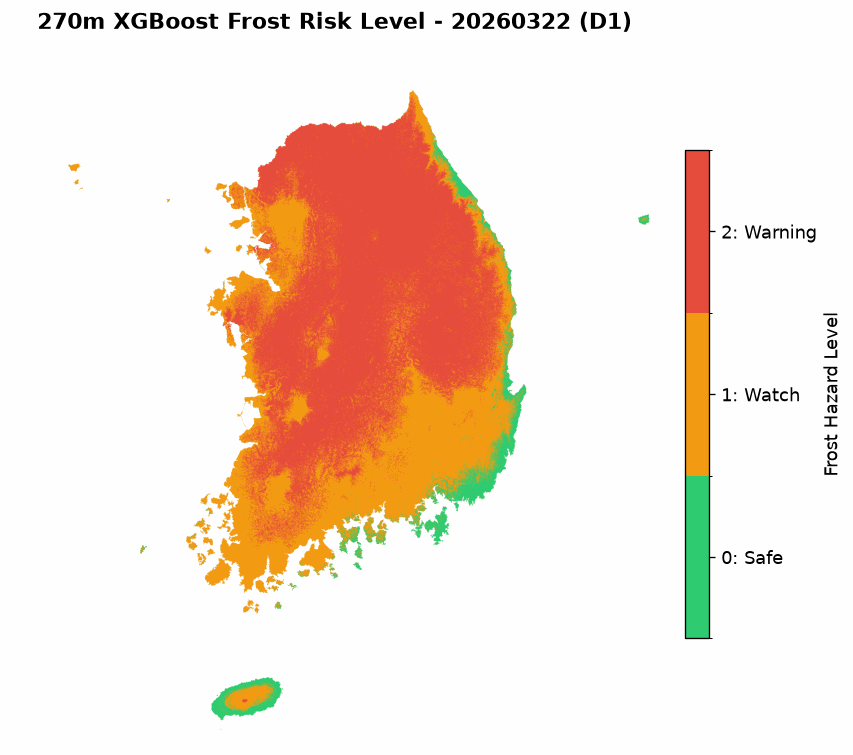 270m XGBoost Frost Risk Level - 20260322 (D1)
2: Warning
1: Watch
0: Safe
Frost Hazard Level